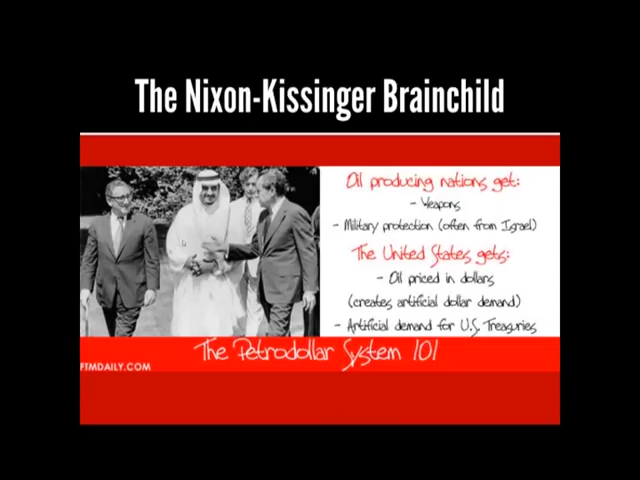 The Nixon-Kissinger Brainchild
Oil producing nations get:
- Weapons
- Military protection (often from Israel)
The United States gets:
- Oil priced in dollars
(creates artificial dollar demand)
- Artificial demand for U.S. Treasuries
The Petrodollar System 101
FTMDAILY.COM